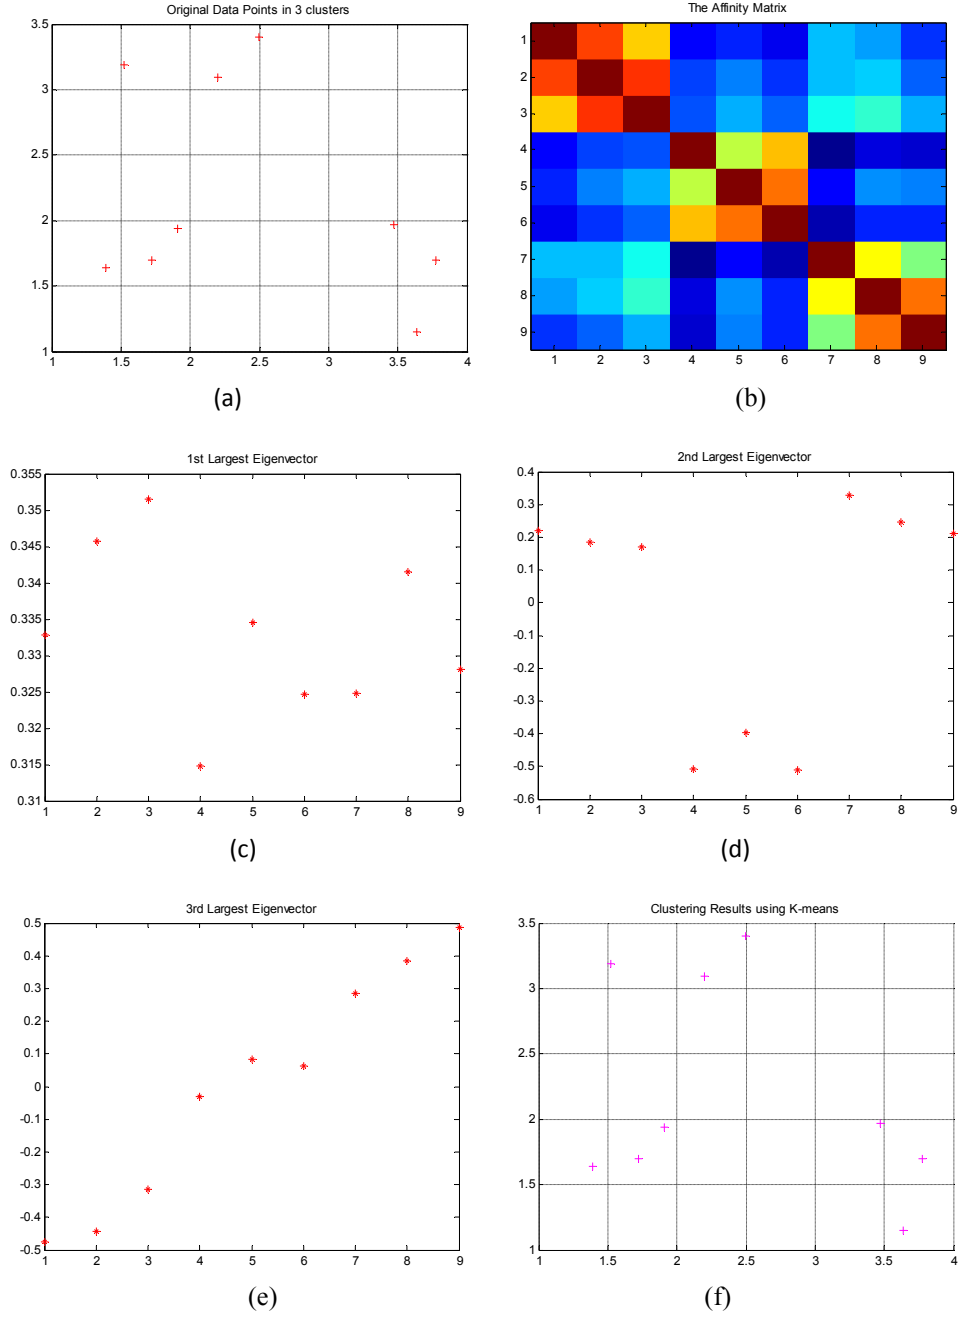 Original Data Points in 3 clusters
3.5
3
2.5
2
1.5
1
1 1.5 2 2.5 3 3.5 4
(a)
The Affinity Matrix
1
2
3
4
5
6
7
8
9
1 2 3 4 5 6 7 8 9
(b)
1st Largest Eigenvector
0.355
0.35
0.345
0.34
0.335
0.33
0.325
0.32
0.315
0.31
1 2 3 4 5 6 7 8 9
(c)
2nd Largest Eigenvector
0.4
0.3
0.2
0.1
0
-0.1
-0.2
-0.3
-0.4
-0.5
-0.6
1 2 3 4 5 6 7 8 9
(d)
3rd Largest Eigenvector
0.5
0.4
0.3
0.2
0.1
0
-0.1
-0.2
-0.3
-0.4
-0.5
1 2 3 4 5 6 7 8 9
(e)
Clustering Results using K-means
3.5
3
2.5
2
1.5
1
1 1.5 2 2.5 3 3.5 4
(f)